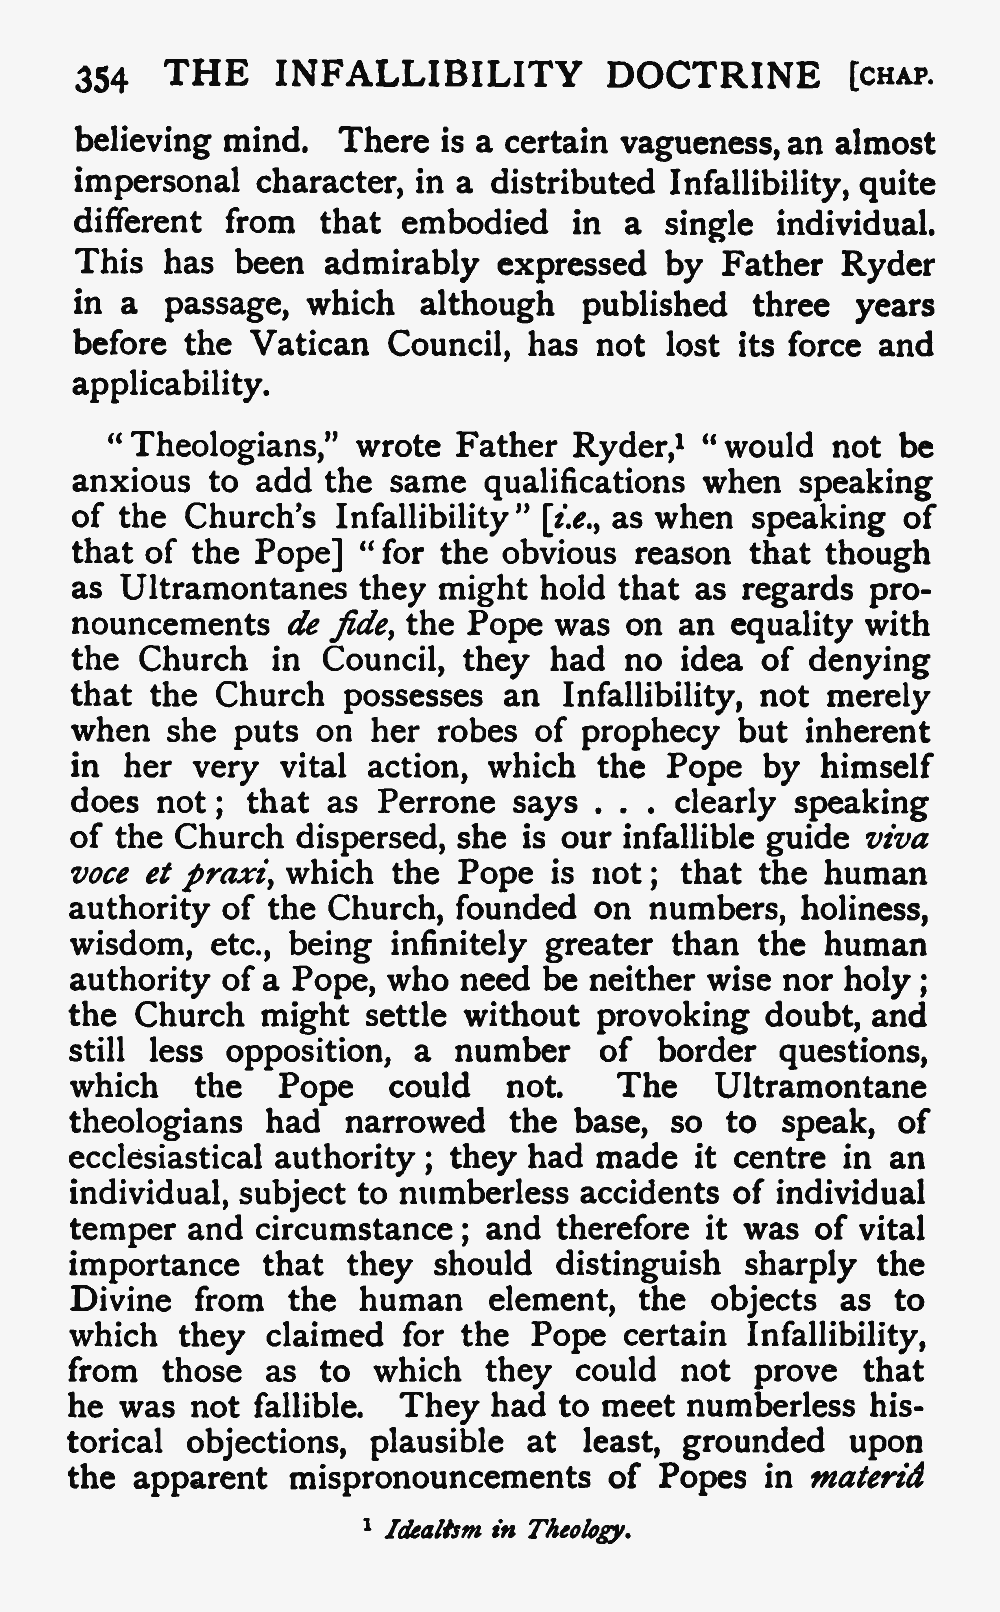 354 THE INFALLIBILITY DOCTRINE [CHAP.
believing mind. There is a certain vagueness, an almost
impersonal character, in a distributed Infallibility, quite
different from that embodied in a single individual.
This has been admirably expressed by Father Ryder
in a passage, which although published three years
before the Vatican Council, has not lost its force and
applicability.
“Theologians,” wrote Father Ryder,¹ “would not be
anxious to add the same qualifications when speaking
of the Church's Infallibility” [i.e., as when speaking of
that of the Pope] “for the obvious reason that though
as Ultramontanes they might hold that as regards pro-
nouncements de fide, the Pope was on an equality with
the Church in Council, they had no idea of denying
that the Church possesses an Infallibility, not merely
when she puts on her robes of prophecy but inherent
in her very vital action, which the Pope by himself
does not; that as Perrone says . . . clearly speaking
of the Church dispersed, she is our infallible guide viva
voce et praxi, which the Pope is not; that the human
authority of the Church, founded on numbers, holiness,
wisdom, etc., being infinitely greater than the human
authority of a Pope, who need be neither wise nor holy;
the Church might settle without provoking doubt, and
still less opposition, a number of border questions,
which the Pope could not. The Ultramontane
theologians had narrowed the base, so to speak, of
ecclesiastical authority; they had made it centre in an
individual, subject to numberless accidents of individual
temper and circumstance; and therefore it was of vital
importance that they should distinguish sharply the
Divine from the human element, the objects as to
which they claimed for the Pope certain Infallibility,
from those as to which they could not prove that
he was not fallible. They had to meet numberless his-
torical objections, plausible at least, grounded upon
the apparent mispronouncements of Popes in materiâ
¹ Idealism in Theology.